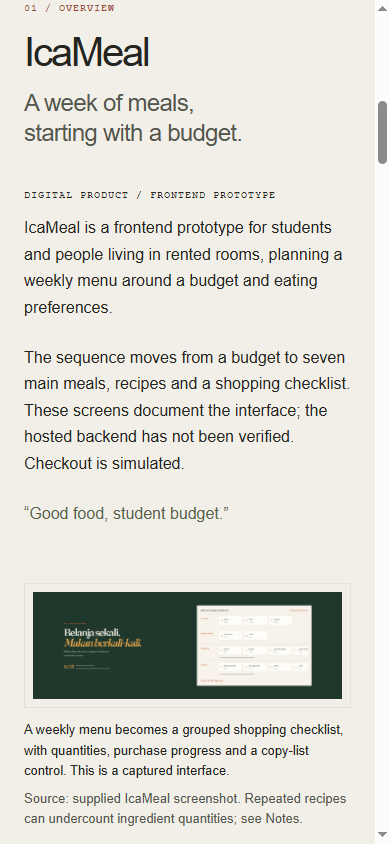 01 / OVERVIEW
IcaMeal
A week of meals,
starting with a budget.
DIGITAL PRODUCT / FRONTEND PROTOTYPE
IcaMeal is a frontend prototype for students
and people living in rented rooms, planning a
weekly menu around a budget and eating
preferences.
The sequence moves from a budget to seven
main meals, recipes and a shopping checklist.
These screens document the interface; the
hosted backend has not been verified.
Checkout is simulated.
“Good food, student budget.”
Belanja sekali.
Makan berkali-kali.
A weekly menu becomes a grouped shopping checklist,
with quantities, purchase progress and a copy-list
control. This is a captured interface.
Source: supplied IcaMeal screenshot. Repeated recipes
can undercount ingredient quantities; see Notes.